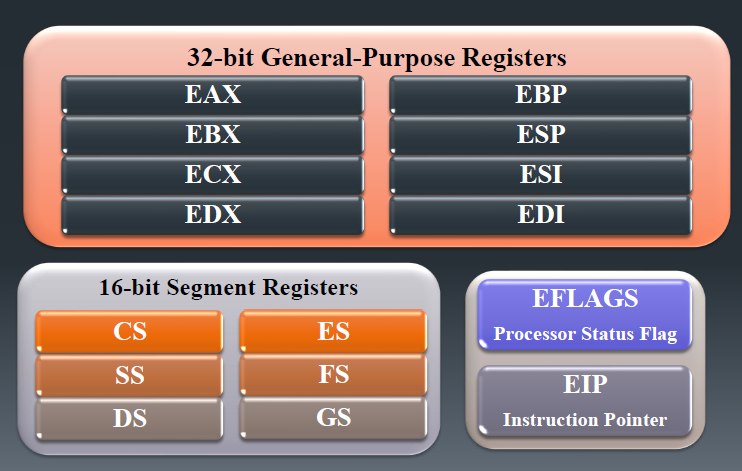 32-bit General-Purpose Registers
EAX
EBX
ECX
EDX
EBP
ESP
ESI
EDI
16-bit Segment Registers
CS
SS
DS
ES
FS
GS
EFLAGS
Processor Status Flag
EIP
Instruction Pointer